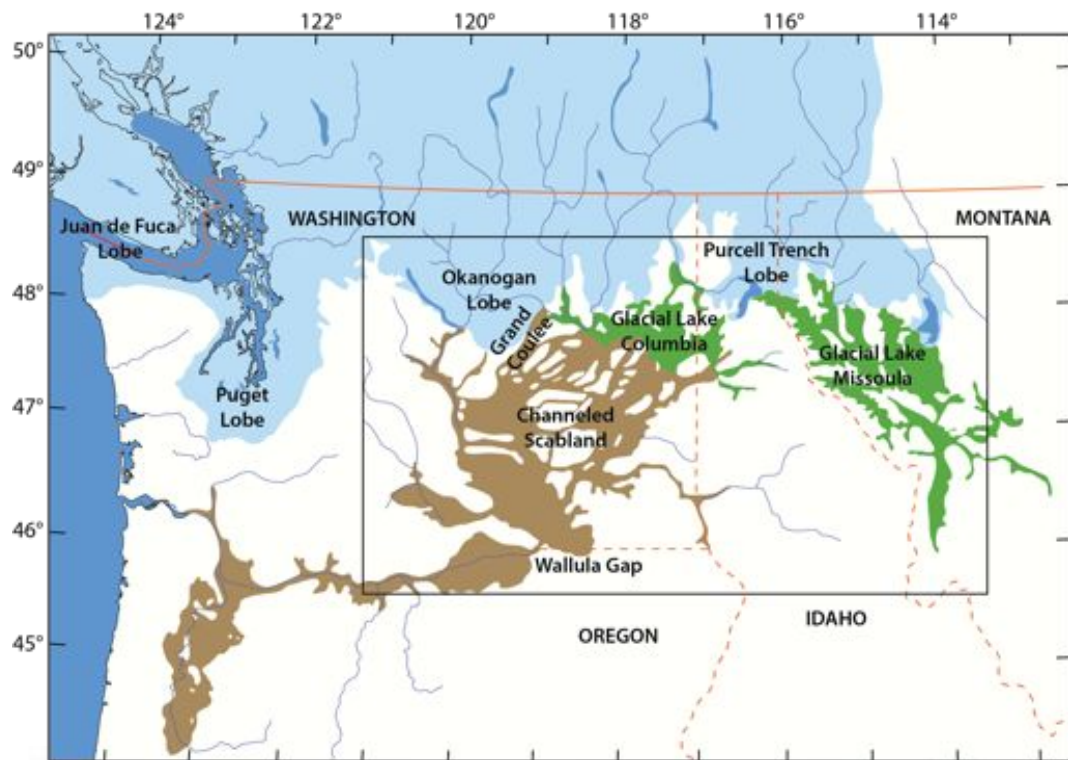 124°
122°
120°
118°
116°
114°
50°
49°
48°
47°
46°
45°
Juan de Fuca
Lobe
WASHINGTON
MONTANA
Okanogan
Lobe
Purcell Trench
Lobe
Grand
Coulee
Glacial Lake
Columbia
Glacial Lake
Missoula
Puget
Lobe
Channeled
Scabland
Wallula Gap
OREGON
IDAHO